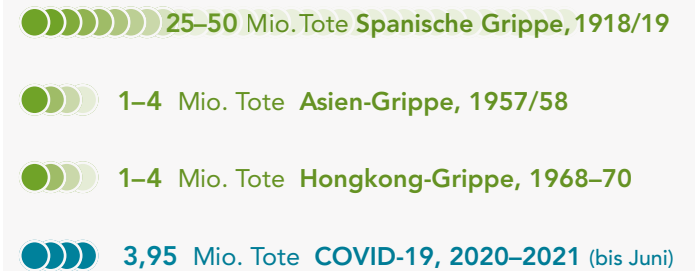 25–50 Mio. Tote Spanische Grippe, 1918/19
1–4 Mio. Tote Asien-Grippe, 1957/58
1–4 Mio. Tote Hongkong-Grippe, 1968–70
3,95 Mio. Tote COVID-19, 2020–2021 (bis Juni)